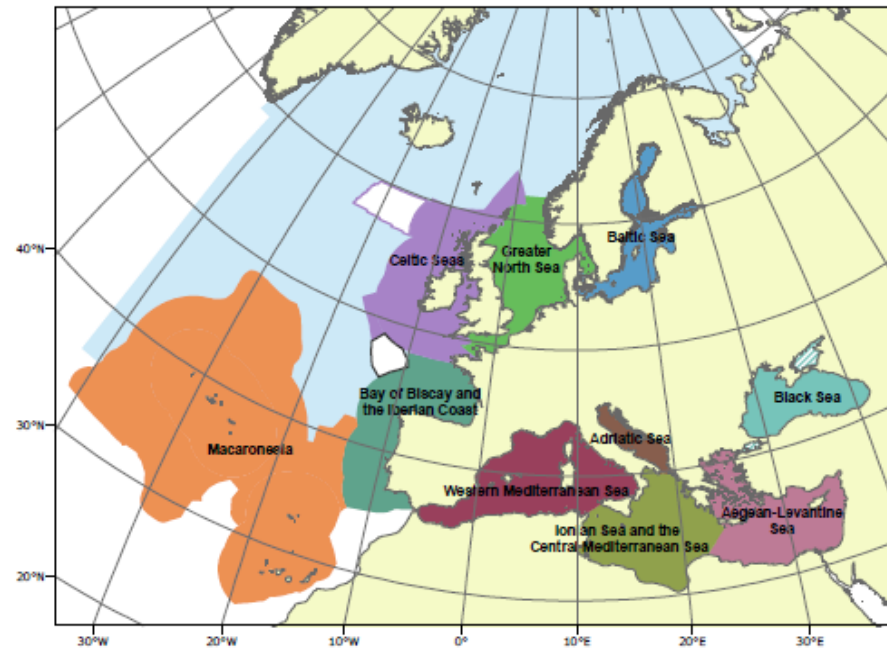 40°N
30°N
20°N
Celtic Seas
Greater
North Sea
Baltic Sea
Bay of Biscay and
the Iberian Coast
Black Sea
Macaronesia
Adriatic Sea
Western Mediterranean Sea
Aegean-Levantine
Sea
Ionian Sea and the
Central Mediterranean Sea
30°W
20°W
10°W
0°
10°E
20°E
30°E